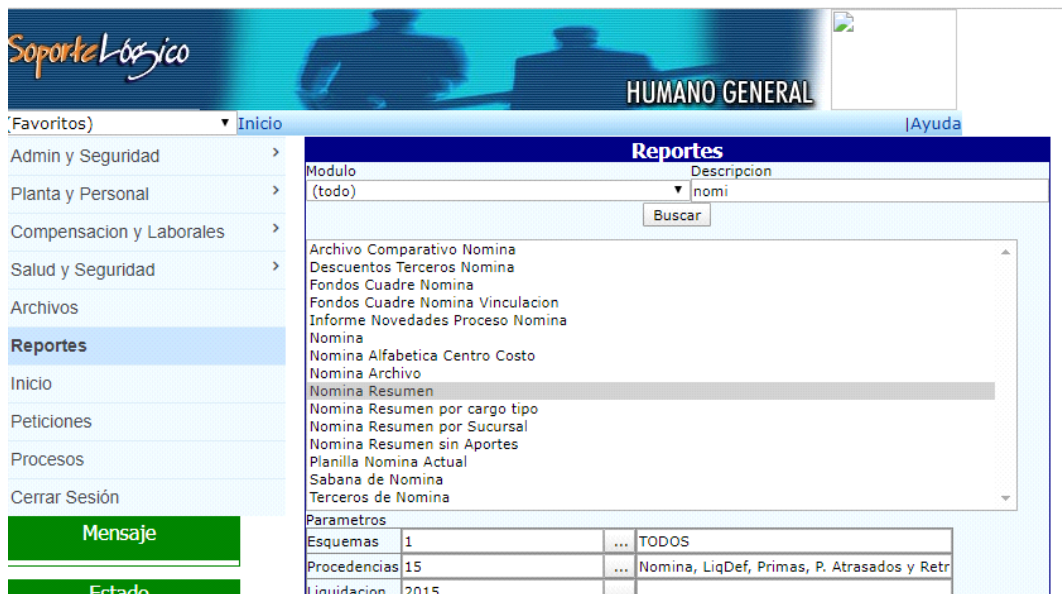 Soporte Lógico
HUMANO GENERAL
(Favoritos) Inicio |Ayuda
Admin y Seguridad
Planta y Personal
Compensacion y Laborales
Salud y Seguridad
Archivos
Reportes
Inicio
Peticiones
Procesos
Cerrar Sesión
Mensaje
Estado
Reportes
Modulo Descripcion
(todo) nomi
Buscar
Archivo Comparativo Nomina
Descuentos Terceros Nomina
Fondos Cuadre Nomina
Fondos Cuadre Nomina Vinculacion
Informe Novedades Proceso Nomina
Nomina
Nomina Alfabetica Centro Costo
Nomina Archivo
Nomina Resumen
Nomina Resumen por cargo tipo
Nomina Resumen por Sucursal
Nomina Resumen sin Aportes
Planilla Nomina Actual
Sabana de Nomina
Terceros de Nomina
Parametros
Esquemas 1 ... TODOS
Procedencias 15 ... Nomina, LiqDef, Primas, P. Atrasados y Retr
Liquidacion 2015